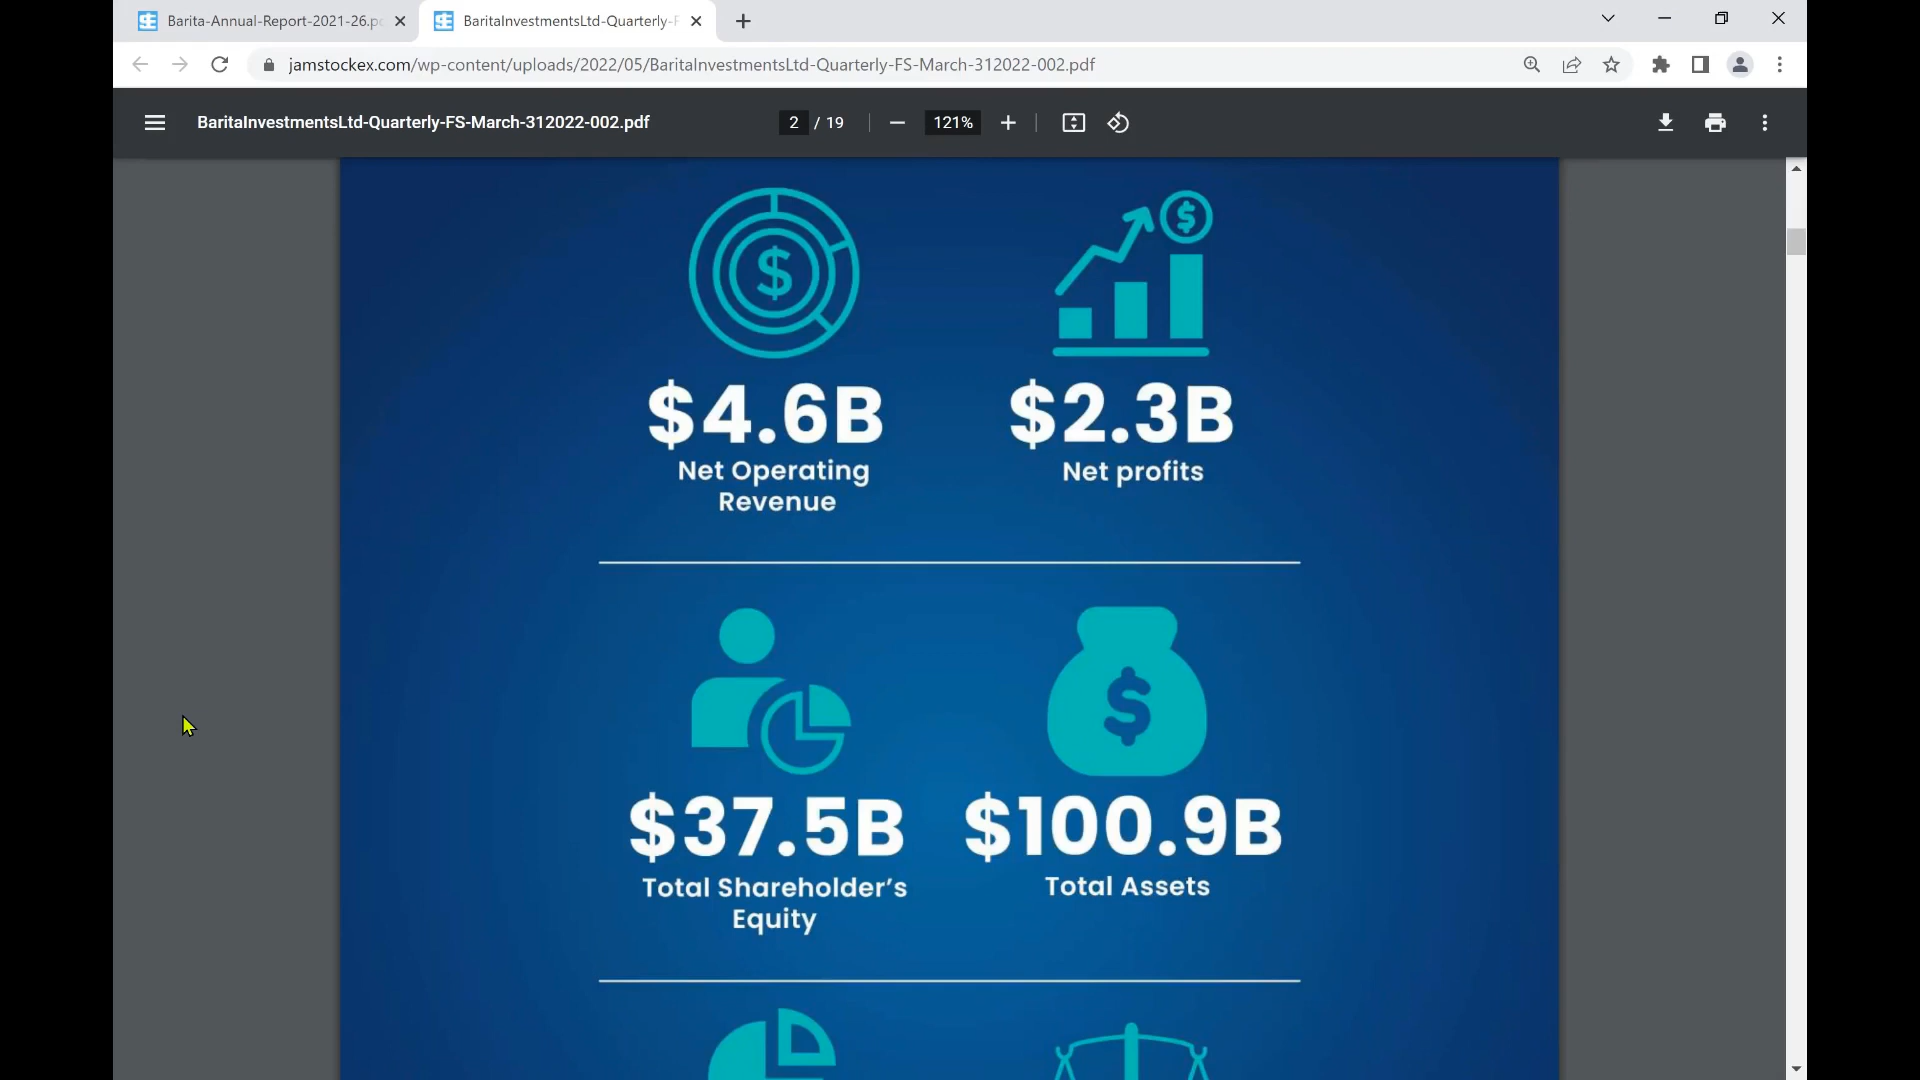 Barita-Annual-Report-2021-26.p
BaritaInvestmentsLtd-Quarterly-F
jamstockex.com/wp-content/uploads/2022/05/BaritaInvestmentsLtd-Quarterly-FS-March-312022-002.pdf
BaritaInvestmentsLtd-Quarterly-FS-March-312022-002.pdf
2 / 19
121%
$
$
$4.6B
$2.3B
Net Operating
Revenue
Net profits
$
$37.5B
$100.9B
Total Shareholder's
Equity
Total Assets